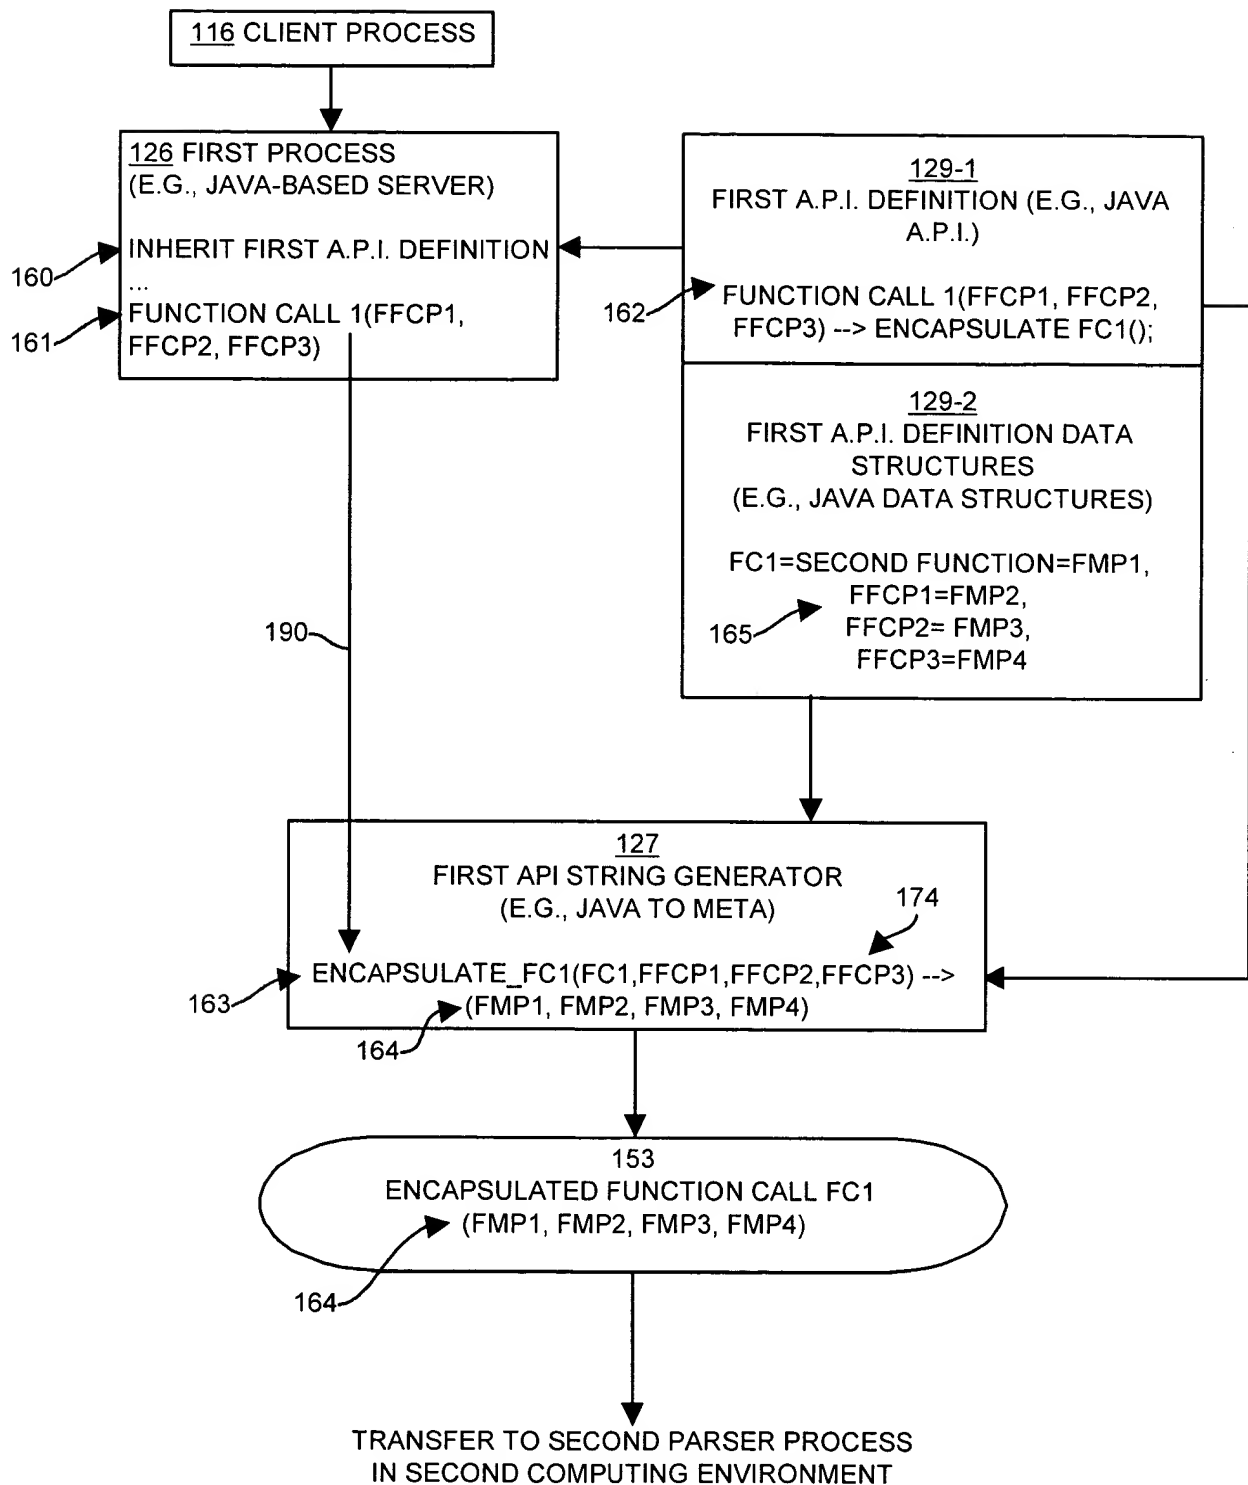 116 CLIENT PROCESS
126 FIRST PROCESS
(E.G., JAVA-BASED SERVER)
INHERIT FIRST A.P.I. DEFINITION
...
FUNCTION CALL 1(FFCP1,
FFCP2, FFCP3)
160
161
129-1
FIRST A.P.I. DEFINITION (E.G., JAVA
A.P.I.)
FUNCTION CALL 1(FFCP1, FFCP2,
FFCP3) --> ENCAPSULATE FC1();
162
129-2
FIRST A.P.I. DEFINITION DATA
STRUCTURES
(E.G., JAVA DATA STRUCTURES)
FC1=SECOND FUNCTION=FMP1,
FFCP1=FMP2,
FFCP2= FMP3,
FFCP3=FMP4
165
190
127
FIRST API STRING GENERATOR
(E.G., JAVA TO META)
174
ENCAPSULATE_FC1(FC1,FFCP1,FFCP2,FFCP3) -->
(FMP1, FMP2, FMP3, FMP4)
163
164
153
ENCAPSULATED FUNCTION CALL FC1
(FMP1, FMP2, FMP3, FMP4)
164
TRANSFER TO SECOND PARSER PROCESS
IN SECOND COMPUTING ENVIRONMENT